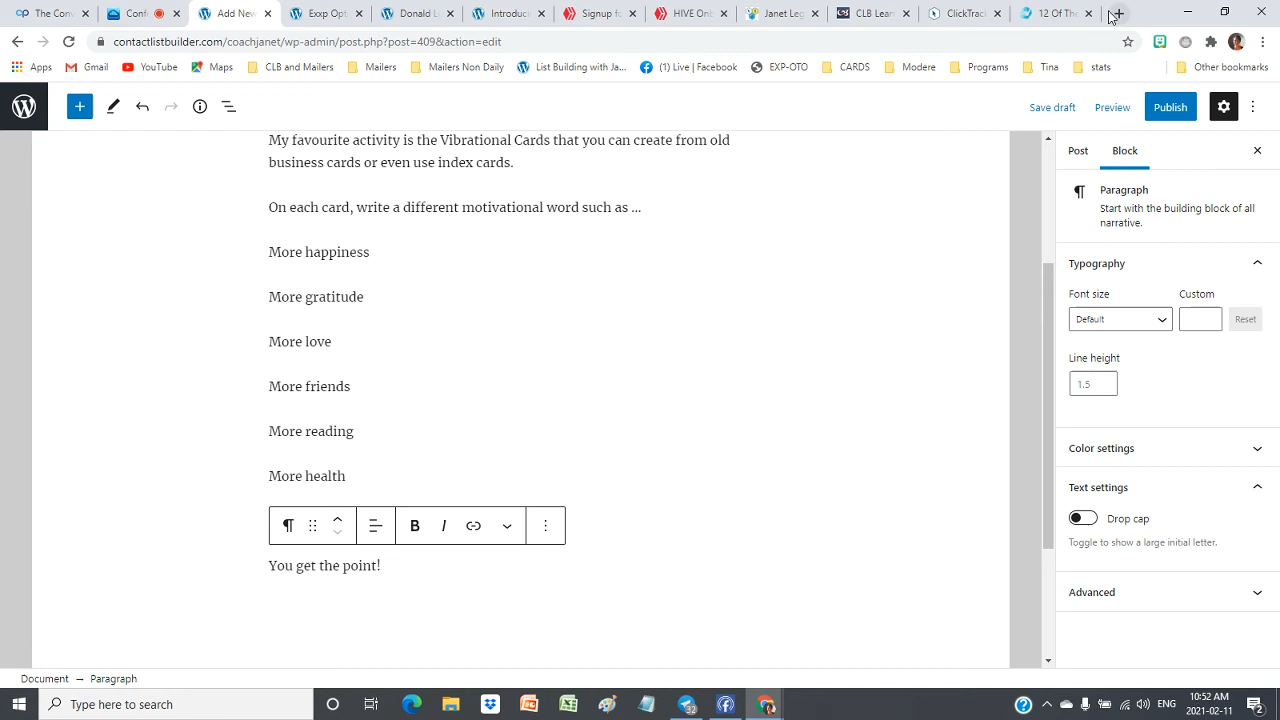 The Conv
Conf
Add New
Exxp Opt
Donald L
Introduc
Signup fo
HIVE Onb
Janet Leg
CLB Lear
ClickTrac
12 Of The
contactlistbuilder.com/coachjanet/wp-admin/post.php?post=409&action=edit
Apps
Gmail
YouTube
Maps
CLB and Mailers
Mailers
Mailers Non Daily
List Building with Ja...
(1) Live | Facebook
EXP-OTO
CARDS
Modere
Programs
Tina
stats
Other bookmarks
Save draft
Preview
Publish
My favourite activity is the Vibrational Cards that you can create from old
business cards or even use index cards.
On each card, write a different motivational word such as ...
More happiness
More gratitude
More love
More friends
More reading
More health
B I
You get the point!
Post
Block
Paragraph
Start with the building block of all
narrative.
Typography
Font size
Custom
Default
Reset
Line height
1.5
Color settings
Text settings
Drop cap
Toggle to show a large initial letter.
Advanced
Document → Paragraph
Type here to search
32
ENG
10:52 AM
2021-02-11
2